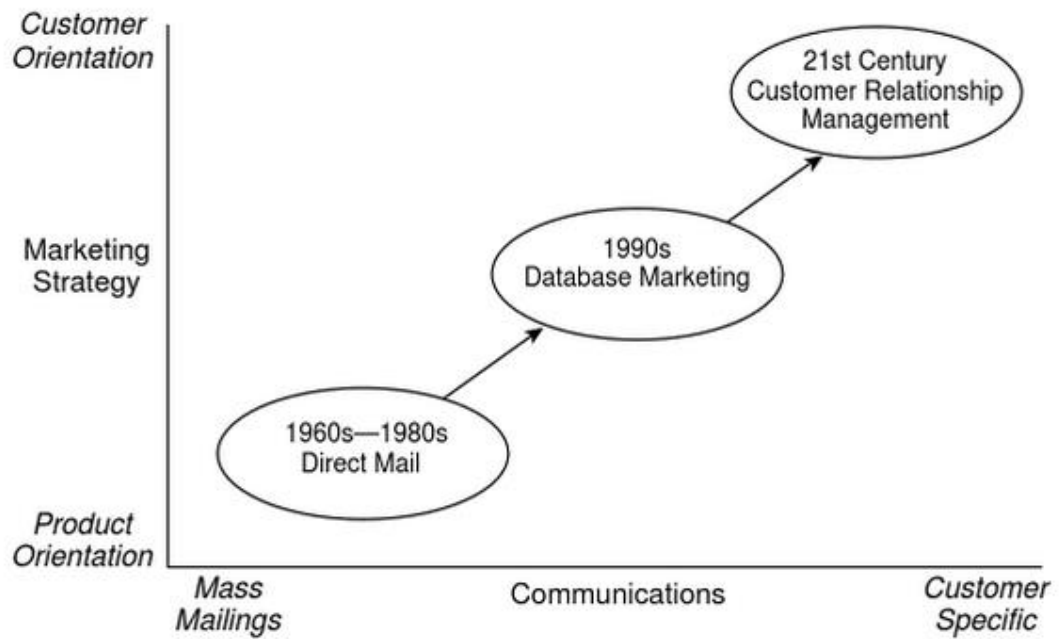 Customer
Orientation
21st Century
Customer Relationship
Management
Marketing
Strategy
1990s
Database Marketing
1960s—1980s
Direct Mail
Product
Orientation
Mass
Mailings
Communications
Customer
Specific